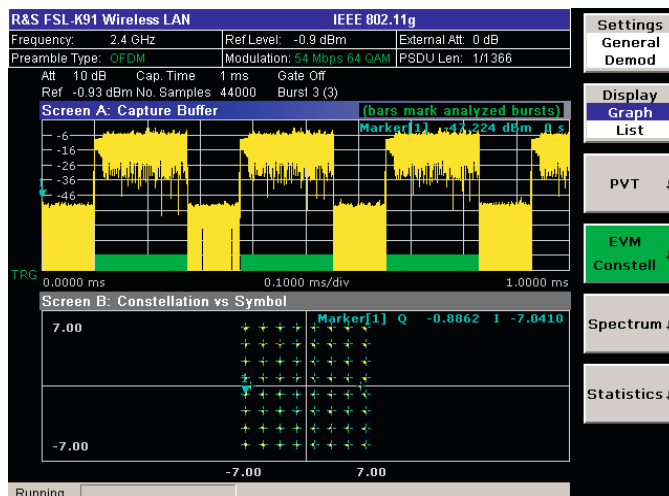 R&S FSL-K91 Wireless LAN IEEE 802.11g
Frequency: 2.4 GHz Ref Level: -0.9 dBm External Att: 0 dB
Preamble Type: OFDM Modulation: 54 Mbps 64 QAM PSDU Len: 1/1366
Att 10 dB Cap. Time 1 ms Gate Off
Ref -0.93 dBm No. Samples 44000 Burst 3 (3)
Screen A: Capture Buffer (bars mark analyzed bursts)
Marker[1] -47.224 dBm 0 s
-6
-16
-26
-36
-46
1
TRG
0.0000 ms 0.1000 ms/div 1.0000 ms
Screen B: Constellation vs Symbol
Marker[1] Q -0.8862 I -7.0410
7.00
1
-7.00
-7.00 7.00
Running
Settings
General
Demod
Display
Graph
List
PVT
EVM
Constell
Spectrum
Statistics